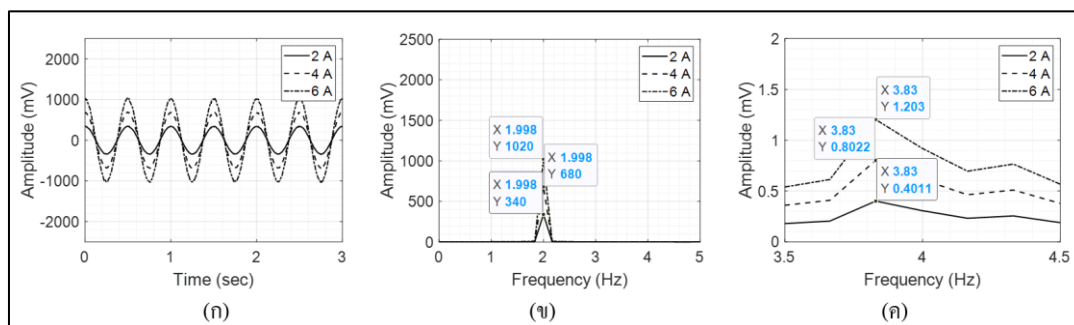 2500
2000
1000
0
-1000
-2000
0
1
2
3
Amplitude (mV)
Time (sec)
2 A
4 A
6 A
(ก)
2500
2000
1500
1000
500
0
0
1
2
3
4
5
Amplitude (mV)
Frequency (Hz)
2 A
4 A
6 A
X 1.998
Y 1020
X 1.998
Y 680
X 1.998
Y 340
(ข)
2
1.5
1
0.5
0
3.5
4
4.5
Amplitude (mV)
Frequency (Hz)
2 A
4 A
6 A
X 3.83
Y 1.203
X 3.83
Y 0.8022
X 3.83
Y 0.4011
(ค)